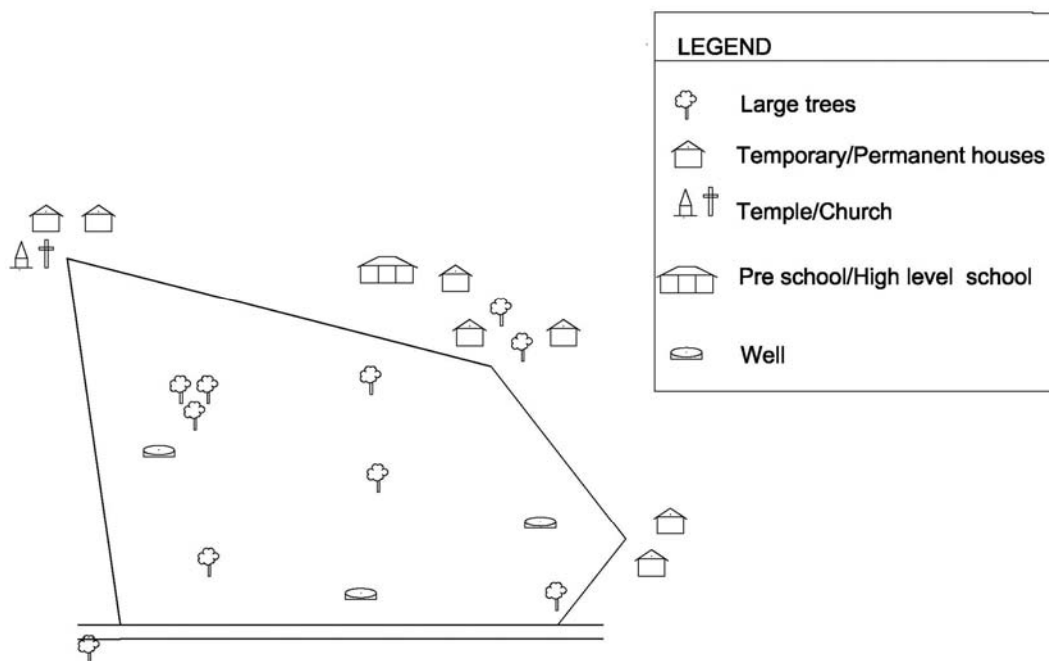 LEGEND
Large trees
Temporary/Permanent houses
Temple/Church
Pre school/High level school
Well